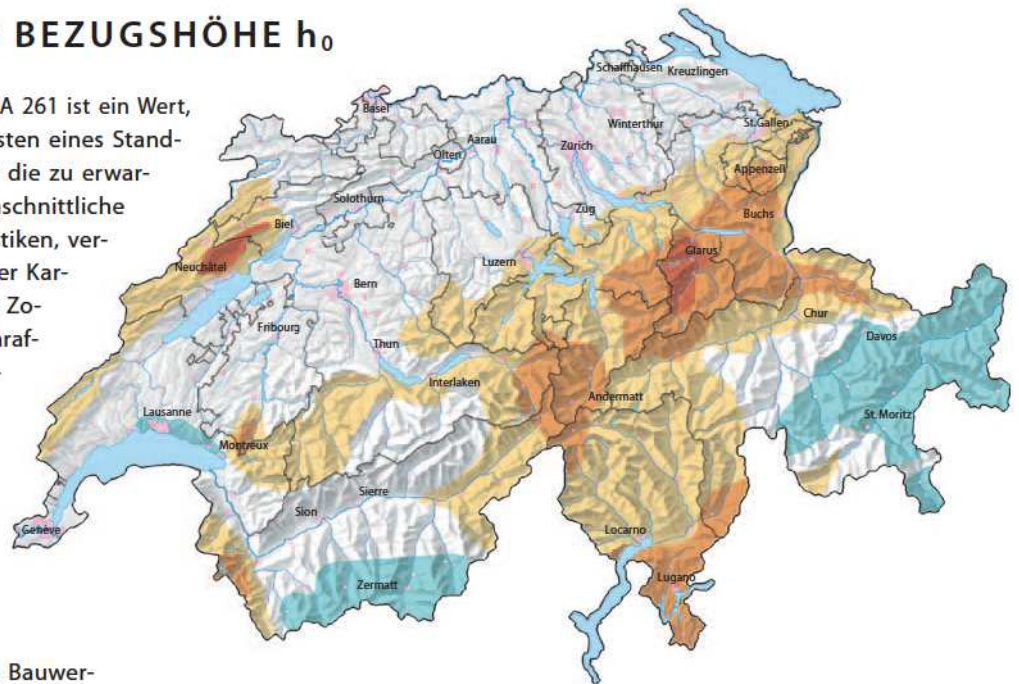 BEZUGSHÖHE h₀
A 261 ist ein Wert,
sten eines Stand-
die zu erwar-
schnittliche
tiken, ver-
er Kar-
Zo-
raf-
Bauwer-
Schaffhausen
Kreuzlingen
Basel
Winterthur
St.Gallen
Aarau
Zürich
Olten
Appenzell
Solothurn
Zug
Buchs
Biel
Glarus
Luzern
Neuchâtel
Bern
Chur
Fribourg
Davos
Thun
Interlaken
Andermatt
St. Moritz
Lausanne
Montreux
Sierre
Sion
Locarno
Genève
Zermatt
Lugano